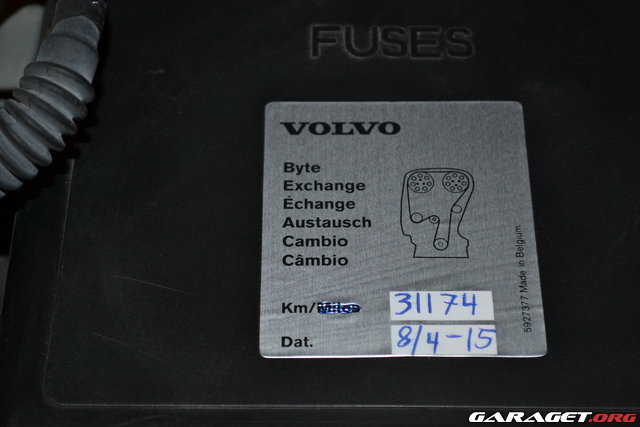 FUSES
VOLVO
Byte
Exchange
Échange
Austausch
Cambio
Câmbio
Km/Miles 31174
Dat. 8/4-15
5927377 Made in Belgium
GARAGET.ORG